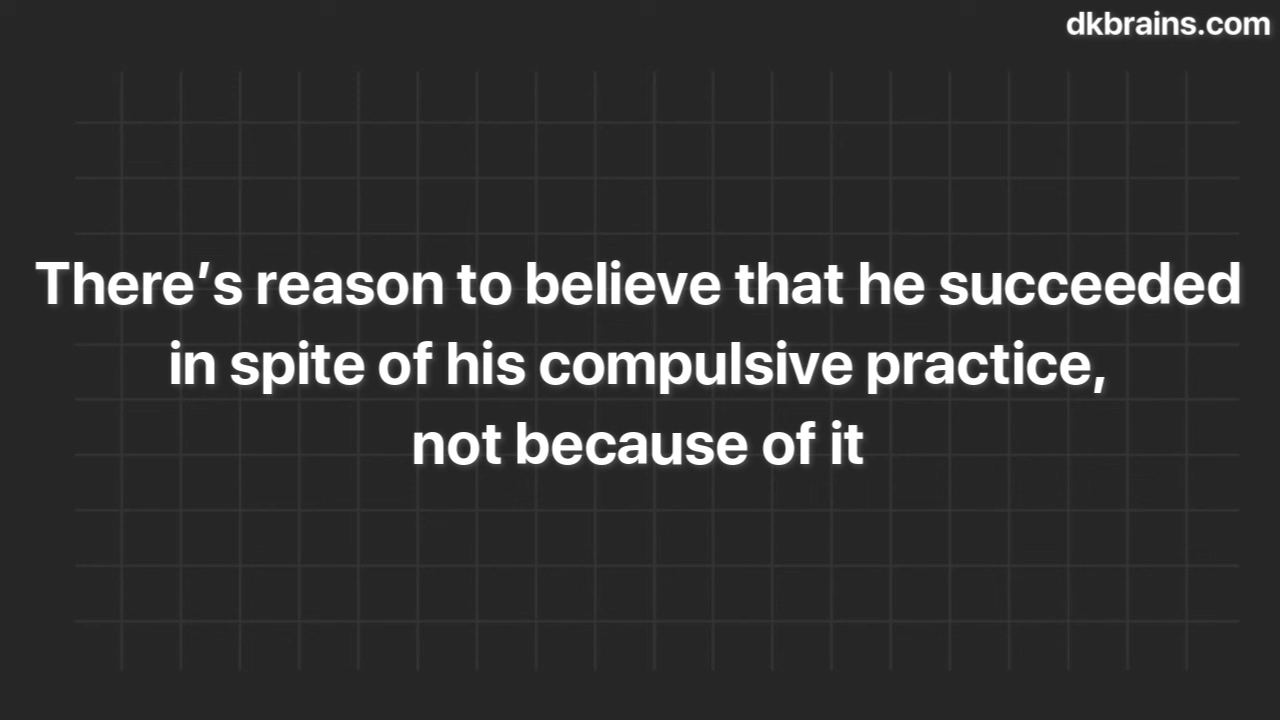 dkbrains.com
There’s reason to believe that he succeeded
in spite of his compulsive practice,
not because of it